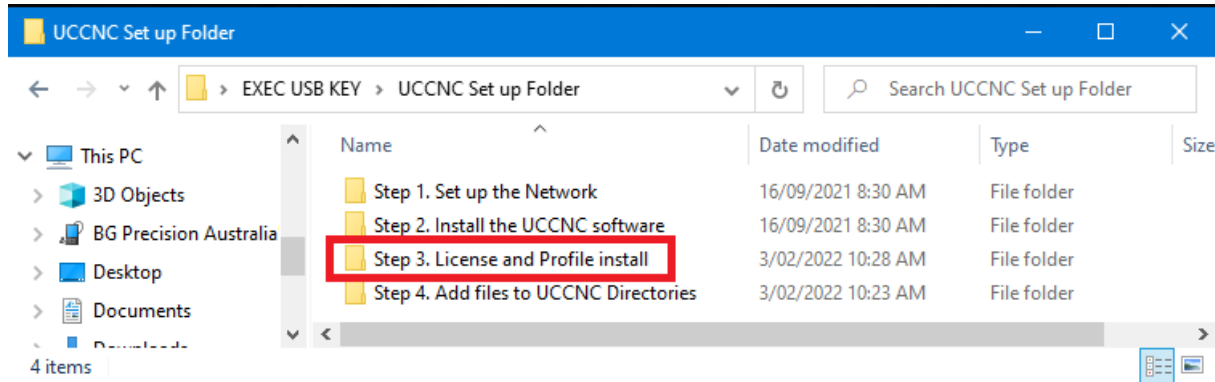 UCCNC Set up Folder
EXEC USB KEY > UCCNC Set up Folder
Search UCCNC Set up Folder
Name Date modified Type Size
This PC
3D Objects
BG Precision Australia
Desktop
Documents
Step 1. Set up the Network 16/09/2021 8:30 AM File folder
Step 2. Install the UCCNC software 16/09/2021 8:30 AM File folder
Step 3. License and Profile install 3/02/2022 10:28 AM File folder
Step 4. Add files to UCCNC Directories 3/02/2022 10:23 AM File folder
4 items